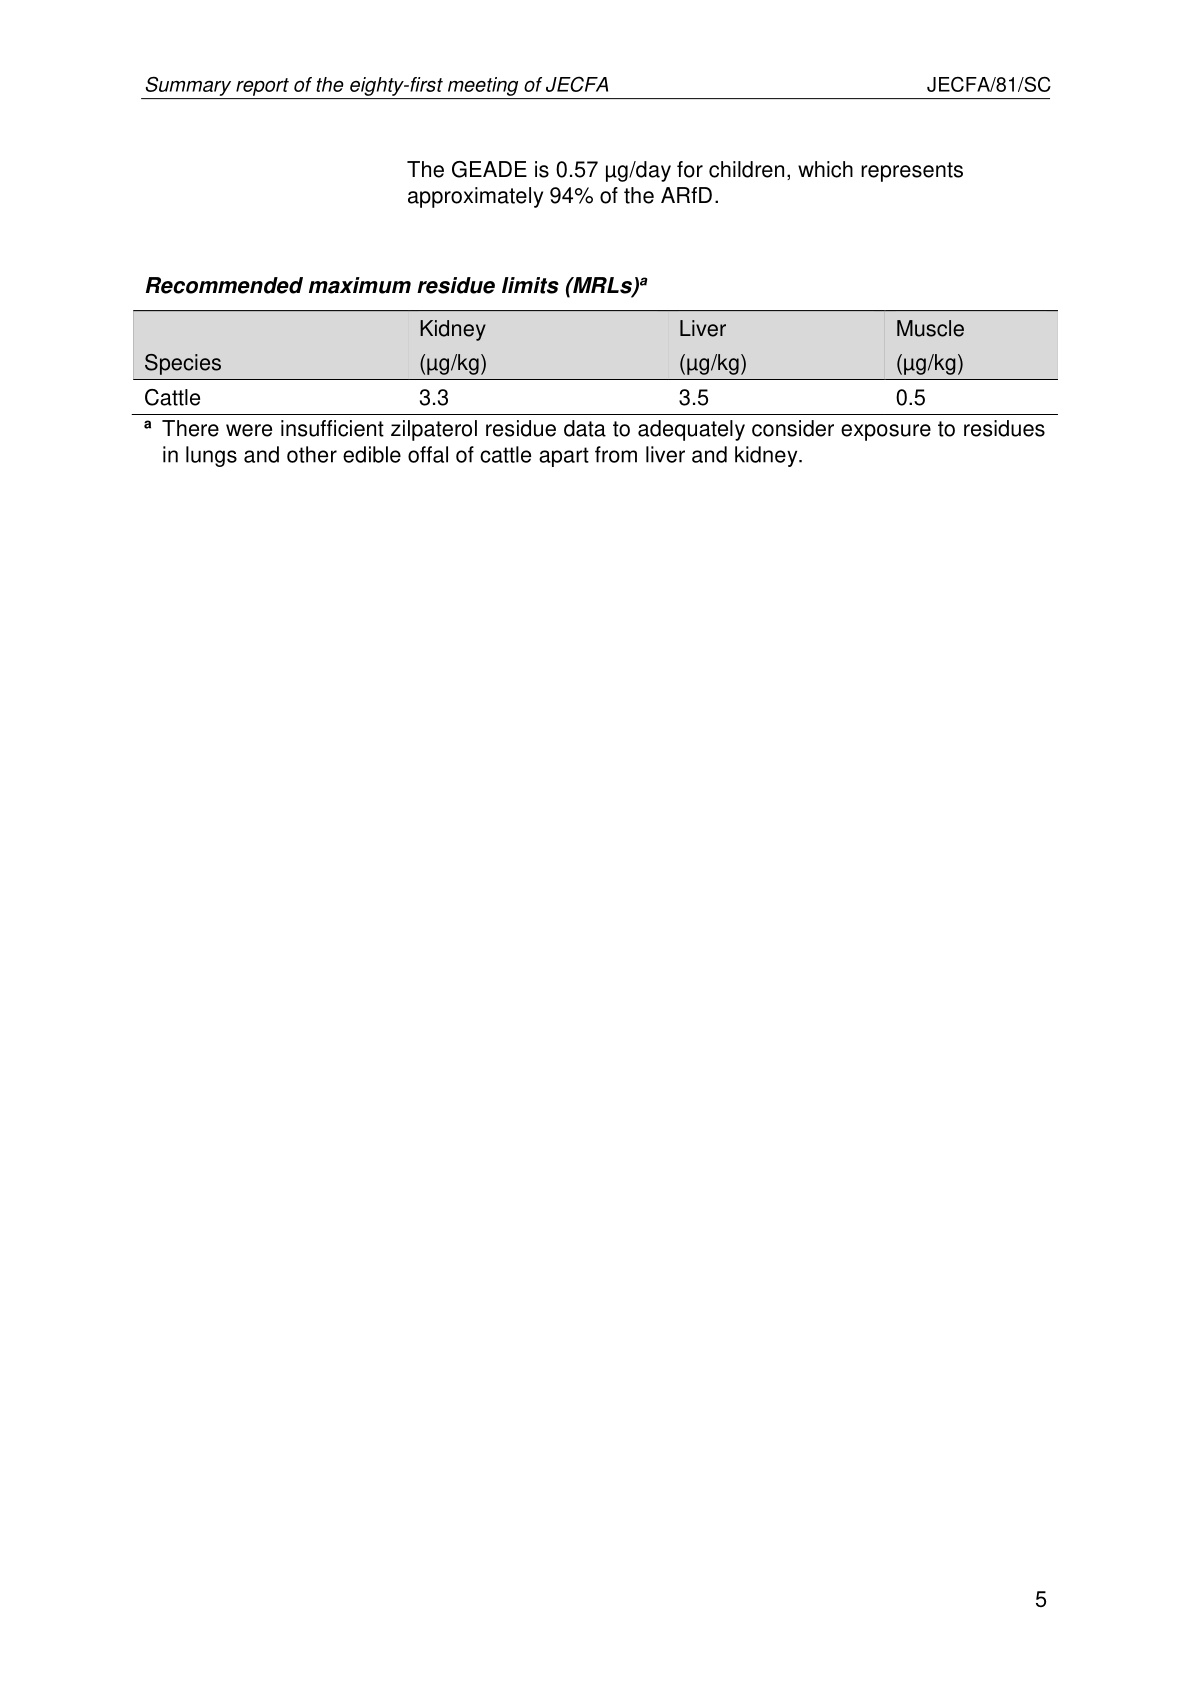 Summary report of the eighty-first meeting of JECFA JECFA/81/SC
The GEADE is 0.57 µg/day for children, which represents
approximately 94% of the ARfD.
Recommended maximum residue limits (MRLs)a
Kidney Liver Muscle
Species (µg/kg) (µg/kg) (µg/kg)
Cattle 3.3 3.5 0.5
a There were insufficient zilpaterol residue data to adequately consider exposure to residues
in lungs and other edible offal of cattle apart from liver and kidney.
5